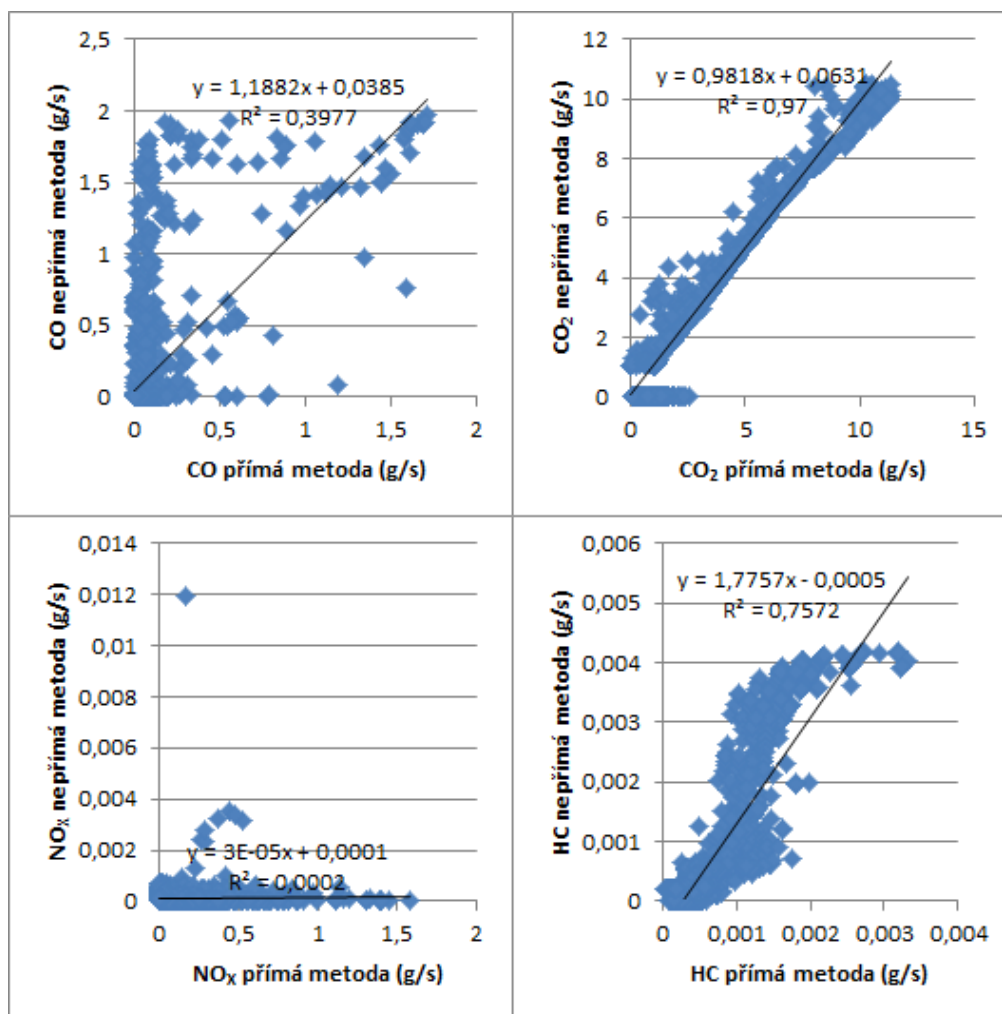 2,5
2
1,5
1
0,5
0
y = 1,1882x + 0,0385
R² = 0,3977
0
0,5
1
1,5
2
CO nepřímá metoda (g/s)
CO přímá metoda (g/s)
12
10
8
6
4
2
0
y = 0,9818x + 0,0631
R² = 0,97
0
5
10
15
CO₂ nepřímá metoda (g/s)
CO₂ přímá metoda (g/s)
0,014
0,012
0,01
0,008
0,006
0,004
0,002
0
y = 3E-05x + 0,0001
R² = 0,0002
0
0,5
1
1,5
2
NOₓ nepřímá metoda (g/s)
NOₓ přímá metoda (g/s)
0,006
0,005
0,004
0,003
0,002
0,001
0
y = 1,7757x - 0,0005
R² = 0,7572
0
0,001
0,002
0,003
0,004
HC nepřímá metoda (g/s)
HC přímá metoda (g/s)